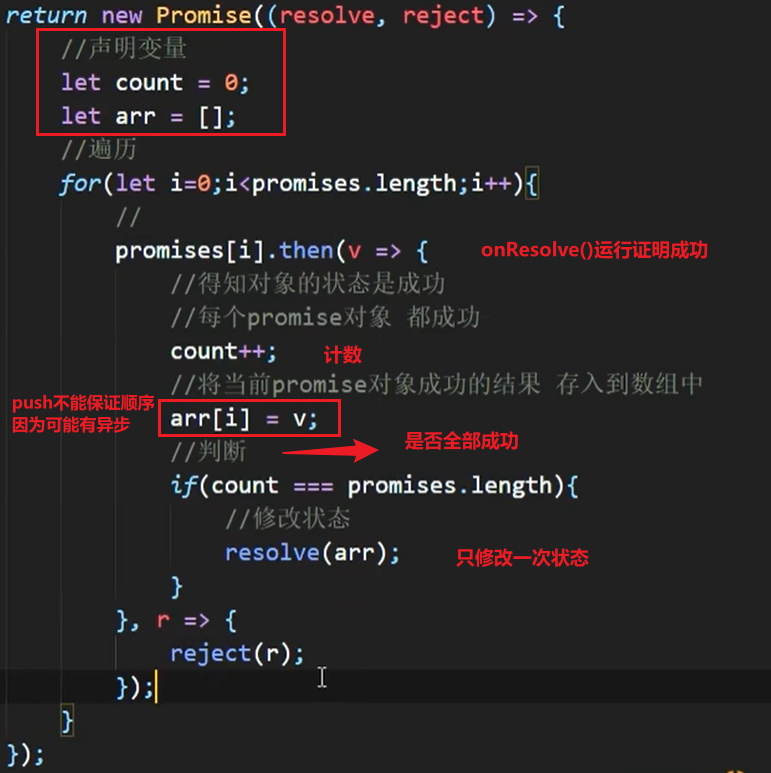 return new Promise((resolve, reject) => {
//声明变量
let count = 0;
let arr = [];
//遍历
for(let i=0;i<promises.length;i++){
//
promises[i].then(v => {
onResolve()运行证明成功
//得知对象的状态是成功
//每个promise对象 都成功
count++;
计数
//将当前promise对象成功的结果 存入到数组中
push不能保证顺序
因为可能有异步
arr[i] = v;
//判断
是否全部成功
if(count === promises.length){
//修改状态
resolve(arr);
只修改一次状态
}
}, r => {
reject(r);
});
}
});